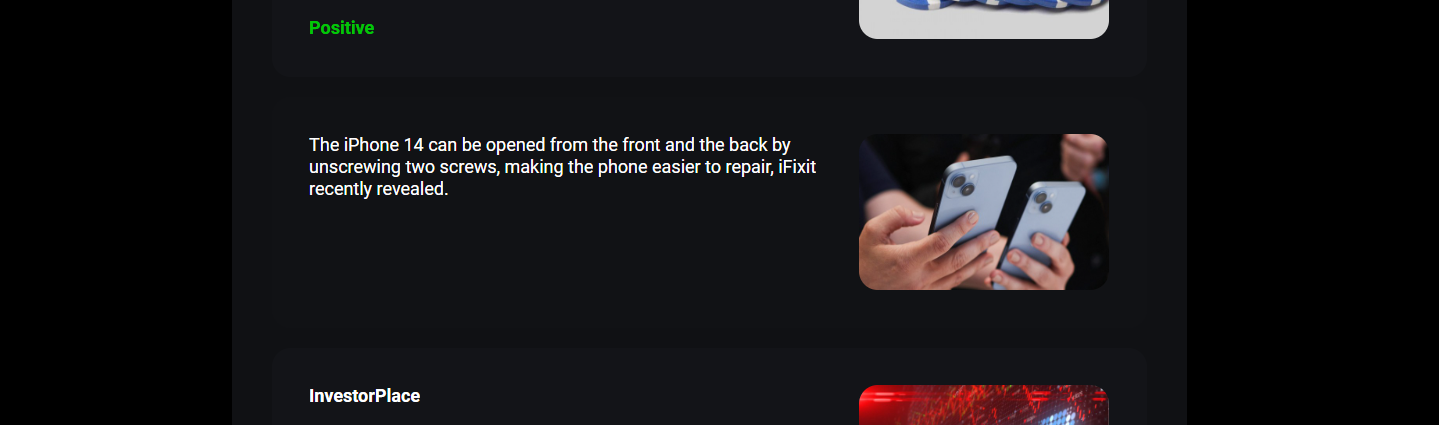 Positive
The iPhone 14 can be opened from the front and the back by
unscrewing two screws, making the phone easier to repair, iFixit
recently revealed.
InvestorPlace